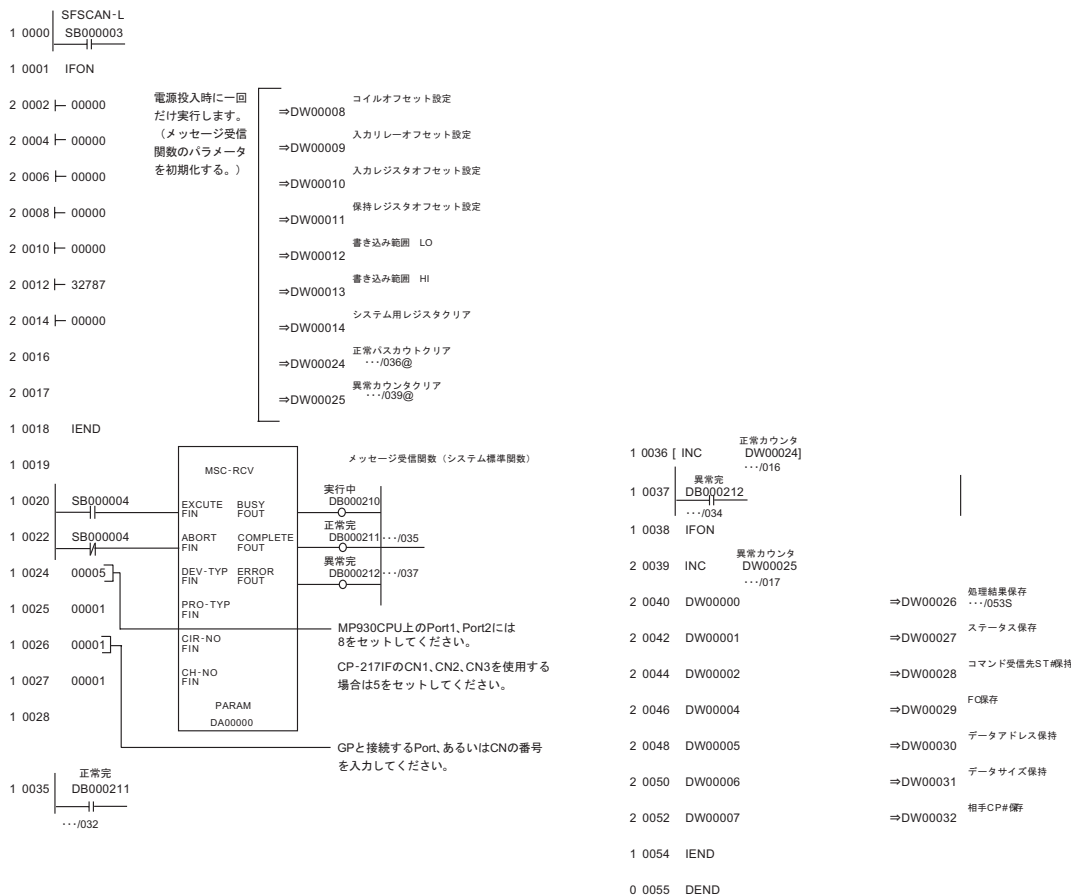 SFSCAN-L
1 0000 SB000003
1 0001 IFON
2 0002 00000
電源投入時に一回
だけ実行します。
（メッセージ受信
関数のパラメータ
を初期化する。）
コイルオフセット設定
⇒DW00008
2 0004 00000
入力リレーオフセット設定
⇒DW00009
2 0006 00000
入力レジスタオフセット設定
⇒DW00010
2 0008 00000
保持レジスタオフセット設定
⇒DW00011
2 0010 00000
書き込み範囲 LO
⇒DW00012
2 0012 32787
書き込み範囲 HI
⇒DW00013
2 0014 00000
システム用レジスタクリア
⇒DW00014
2 0016
正常パスカウトクリア
⇒DW00024 ···/036@
2 0017
異常カウンタクリア
⇒DW00025 ···/039@
1 0018 IEND
1 0019
MSC-RCV
メッセージ受信関数（システム標準関数）
1 0020 SB000004
EXCUTE BUSY
FIN FOUT
実行中
DB000210
1 0022 SB000004
ABORT COMPLETE
FIN FOUT
正常完
DB000211 ···/035
1 0024 00005
DEV-TYP ERROR
FIN FOUT
異常完
DB000212 ···/037
1 0025 00001
PRO-TYP
FIN
1 0026 00001
CIR-NO
FIN
1 0027 00001
CH-NO
FIN
1 0028
PARAM
DA00000
MP930CPU上のPort1、Port2には
8をセットしてください。
CP-217IFのCN1、CN2、CN3を使用する
場合は5をセットしてください。
GPと接続するPort、あるいはCNの番号
を入力してください。
正常完
1 0035 DB000211
···/032
正常カウンタ
1 0036 [ INC DW00024]
···/016
異常完
1 0037 DB000212
···/034
1 0038 IFON
異常カウンタ
2 0039 INC DW00025
···/017
2 0040 DW00000 ⇒DW00026 処理結果保存
···/053S
2 0042 DW00001 ⇒DW00027 ステータス保存
2 0044 DW00002 ⇒DW00028 コマンド受信先ST#保持
2 0046 DW00004 ⇒DW00029 FC保存
2 0048 DW00005 ⇒DW00030 データアドレス保持
2 0050 DW00006 ⇒DW00031 データサイズ保持
2 0052 DW00007 ⇒DW00032 相手CP#保存
1 0054 IEND
0 0055 DEND